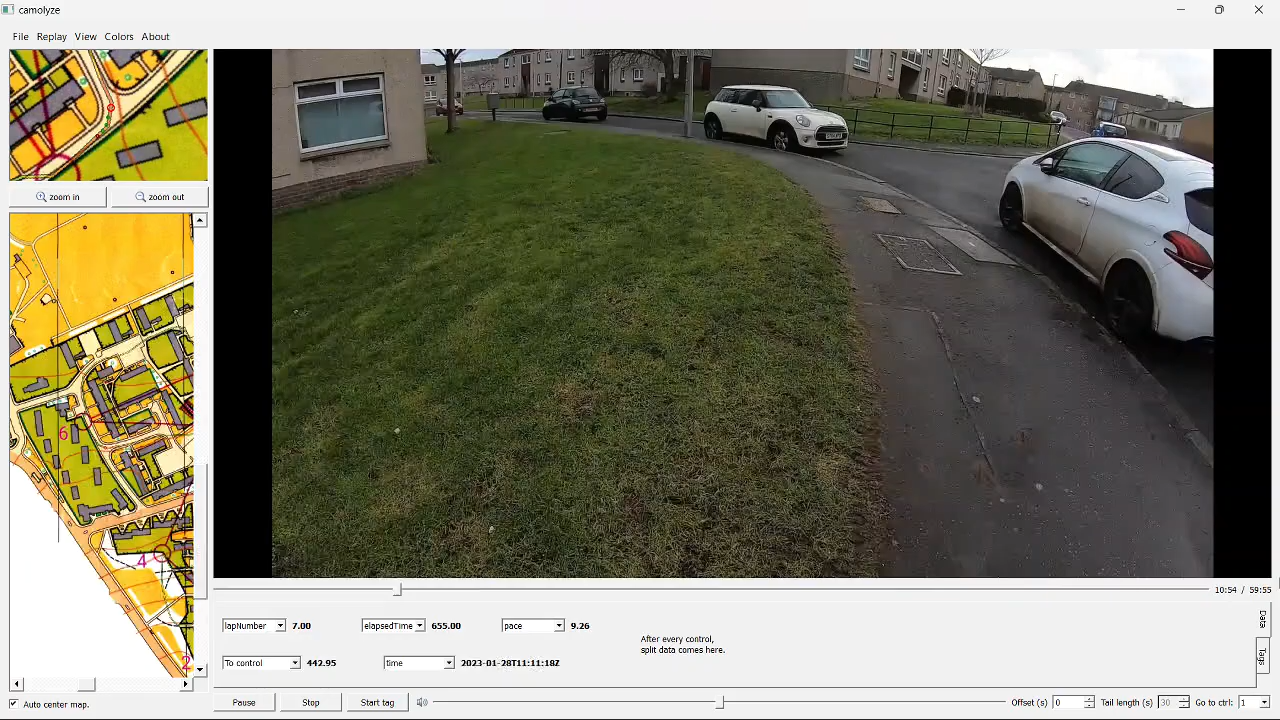 camolyze
File Replay View Colors About
zoom in zoom out
6
4
2
10:54 / 59:55
lapNumber 7.00 elapsedTime 655.00 pace 9.26
To control 442.95 time 2023-01-28T11:11:18Z
After every control,
split data comes here.
Data
Tags
Auto center map.
Pause Stop Start tag Offset (s) 0 Tail length (s) 30 Go to ctrl: 1